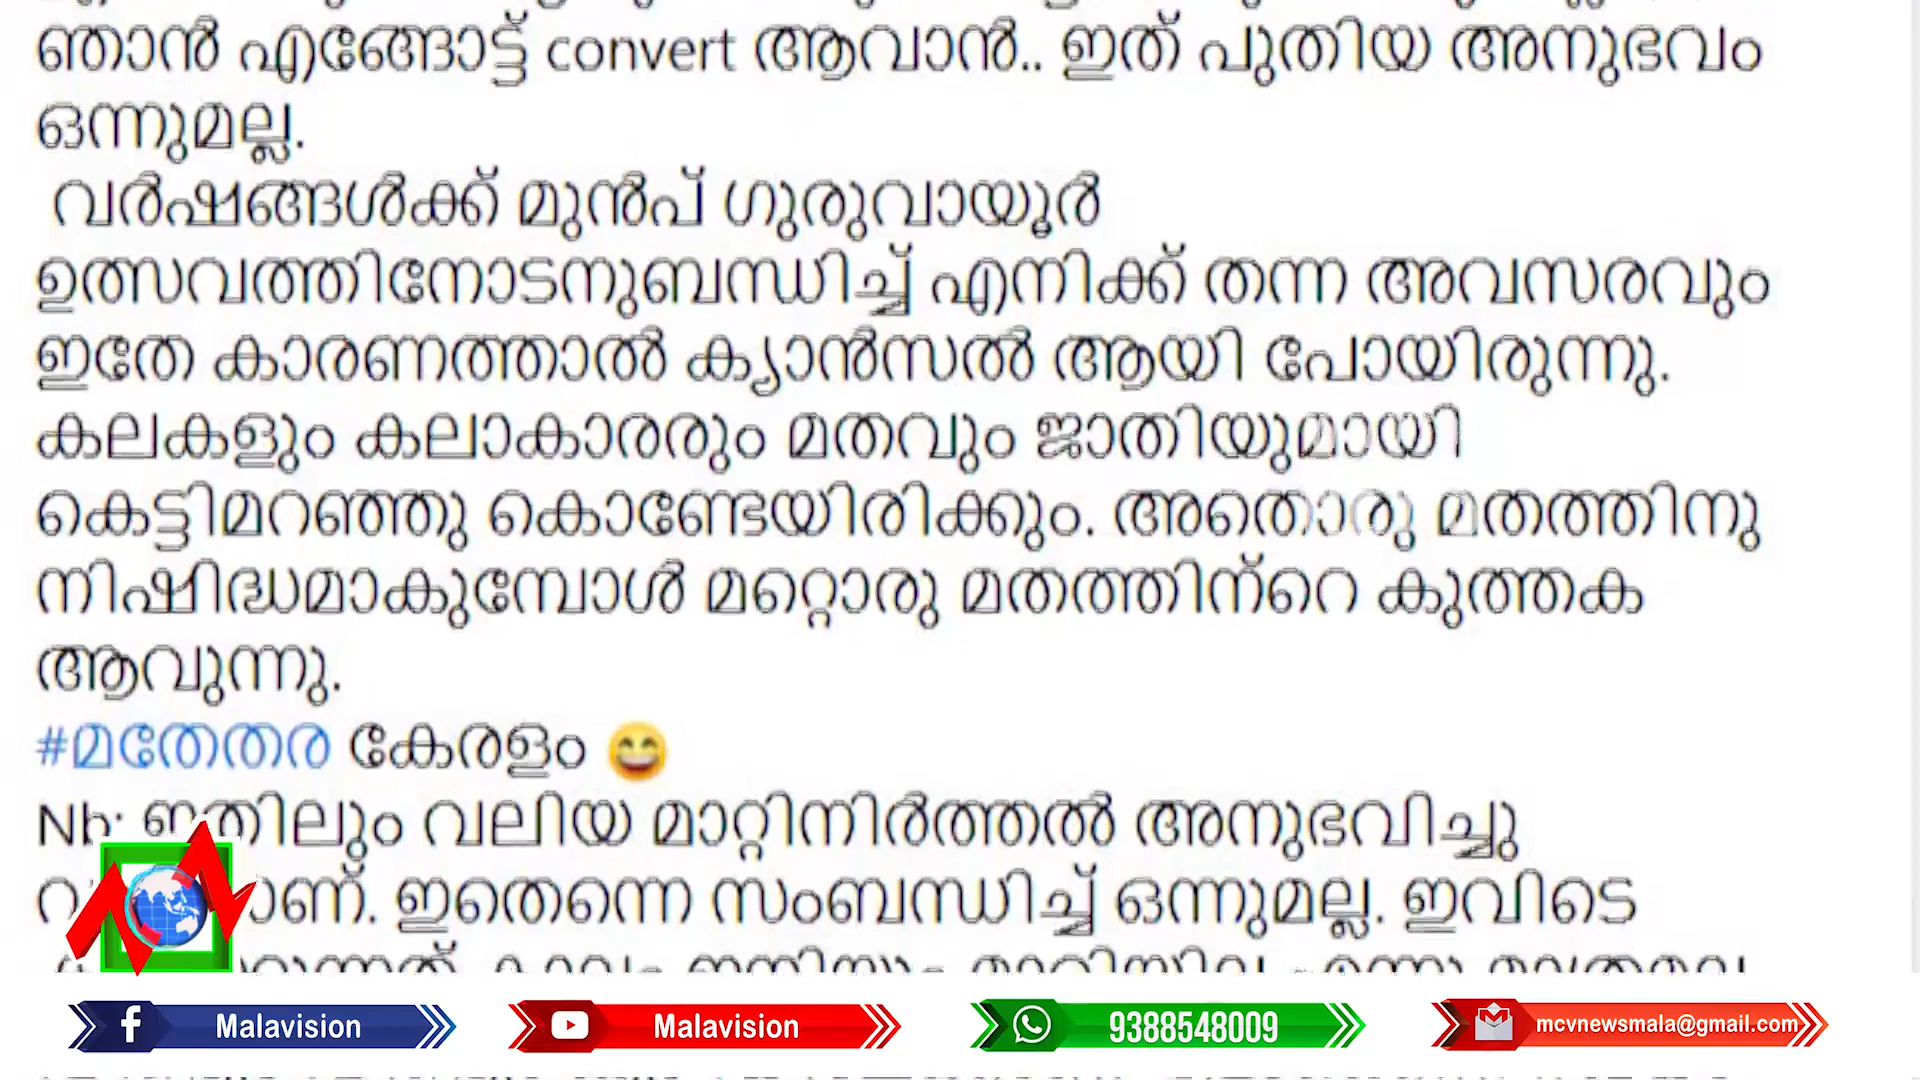 ഞാൻ എങ്ങോട്ട് convert ആവാൻ.. ഇത് പുതിയ അനുഭവം
ഒന്നുമല്ല.
വർഷങ്ങൾക്ക് മുൻപ് ഗുരുവായൂർ
ഉത്സവത്തിനോടനുബന്ധിച്ച് എനിക്ക് തന്ന അവസരവും
ഇതേ കാരണത്താൽ ക്യാൻസൽ ആയി പോയിരുന്നു.
കലകളും കലാകാരരും മതവും ജാതിയുമായി
കെട്ടിമറഞ്ഞു കൊണ്ടേയിരിക്കും. അതൊരു മതത്തിനു
നിഷിദ്ധമാകുമ്പോൾ മറ്റൊരു മതത്തിന്റെ കുത്തക
ആവുന്നു.
#മതേതര കേരളം 😄
Nb: ഇതിലും വലിയ മാറ്റിനിർത്തൽ അനുഭവിച്ചു
ഇതെന്നെ സംബന്ധിച്ച് ഒന്നുമല്ല. ഇവിടെ
Malavision
Malavision
9388548009
mcvnewsmala@gmail.com